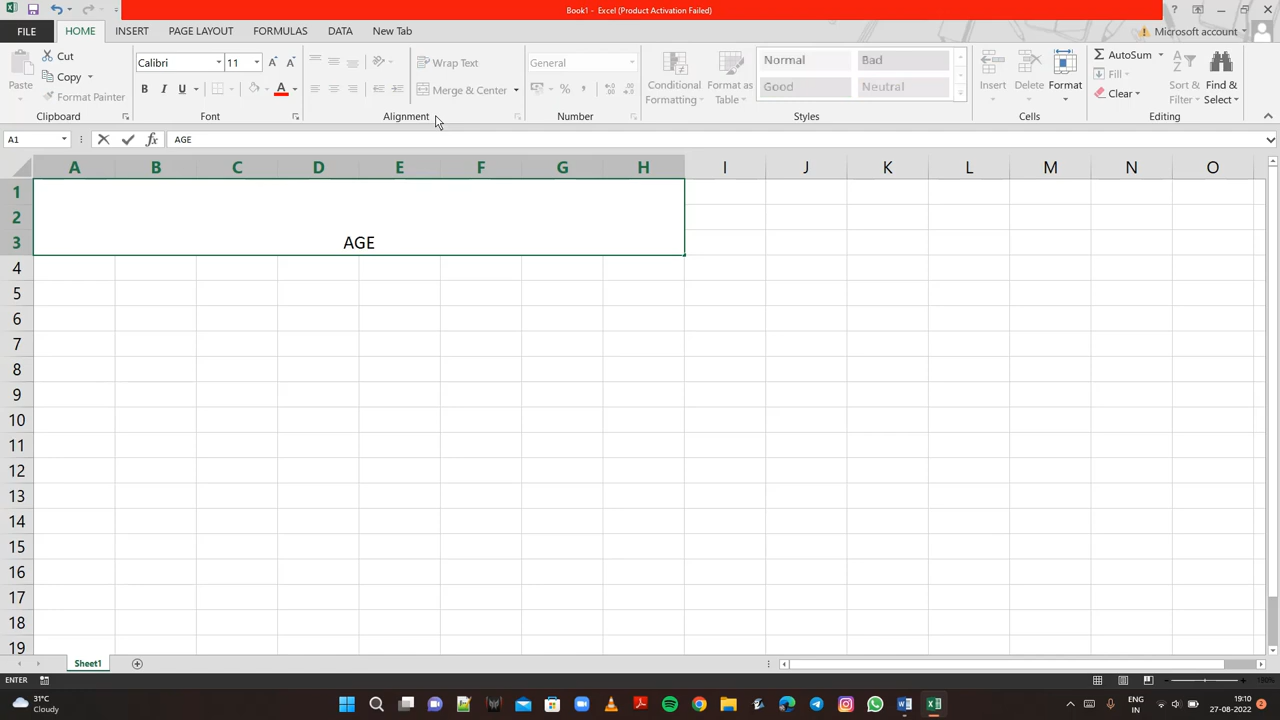 Book1 - Excel (Product Activation Failed)
FILE HOME INSERT PAGE LAYOUT FORMULAS DATA New Tab Microsoft account
Paste Cut Copy Format Painter Clipboard
Calibri 11 B I U A Font
Wrap Text Merge & Center Alignment
General % Number
Conditional Formatting Format as Table Normal Bad Good Neutral Styles
Insert Delete Format Cells
AutoSum Fill Clear Sort & Filter Find & Select Editing
A1 fx AGE
A B C D E F G H I J K L M N O
1
2
3 AGE
4
5
6
7
8
9
10
11
12
13
14
15
16
17
18
19
Sheet1
ENTER 190%
31°C Cloudy
ENG IN
19:10
27-08-2022